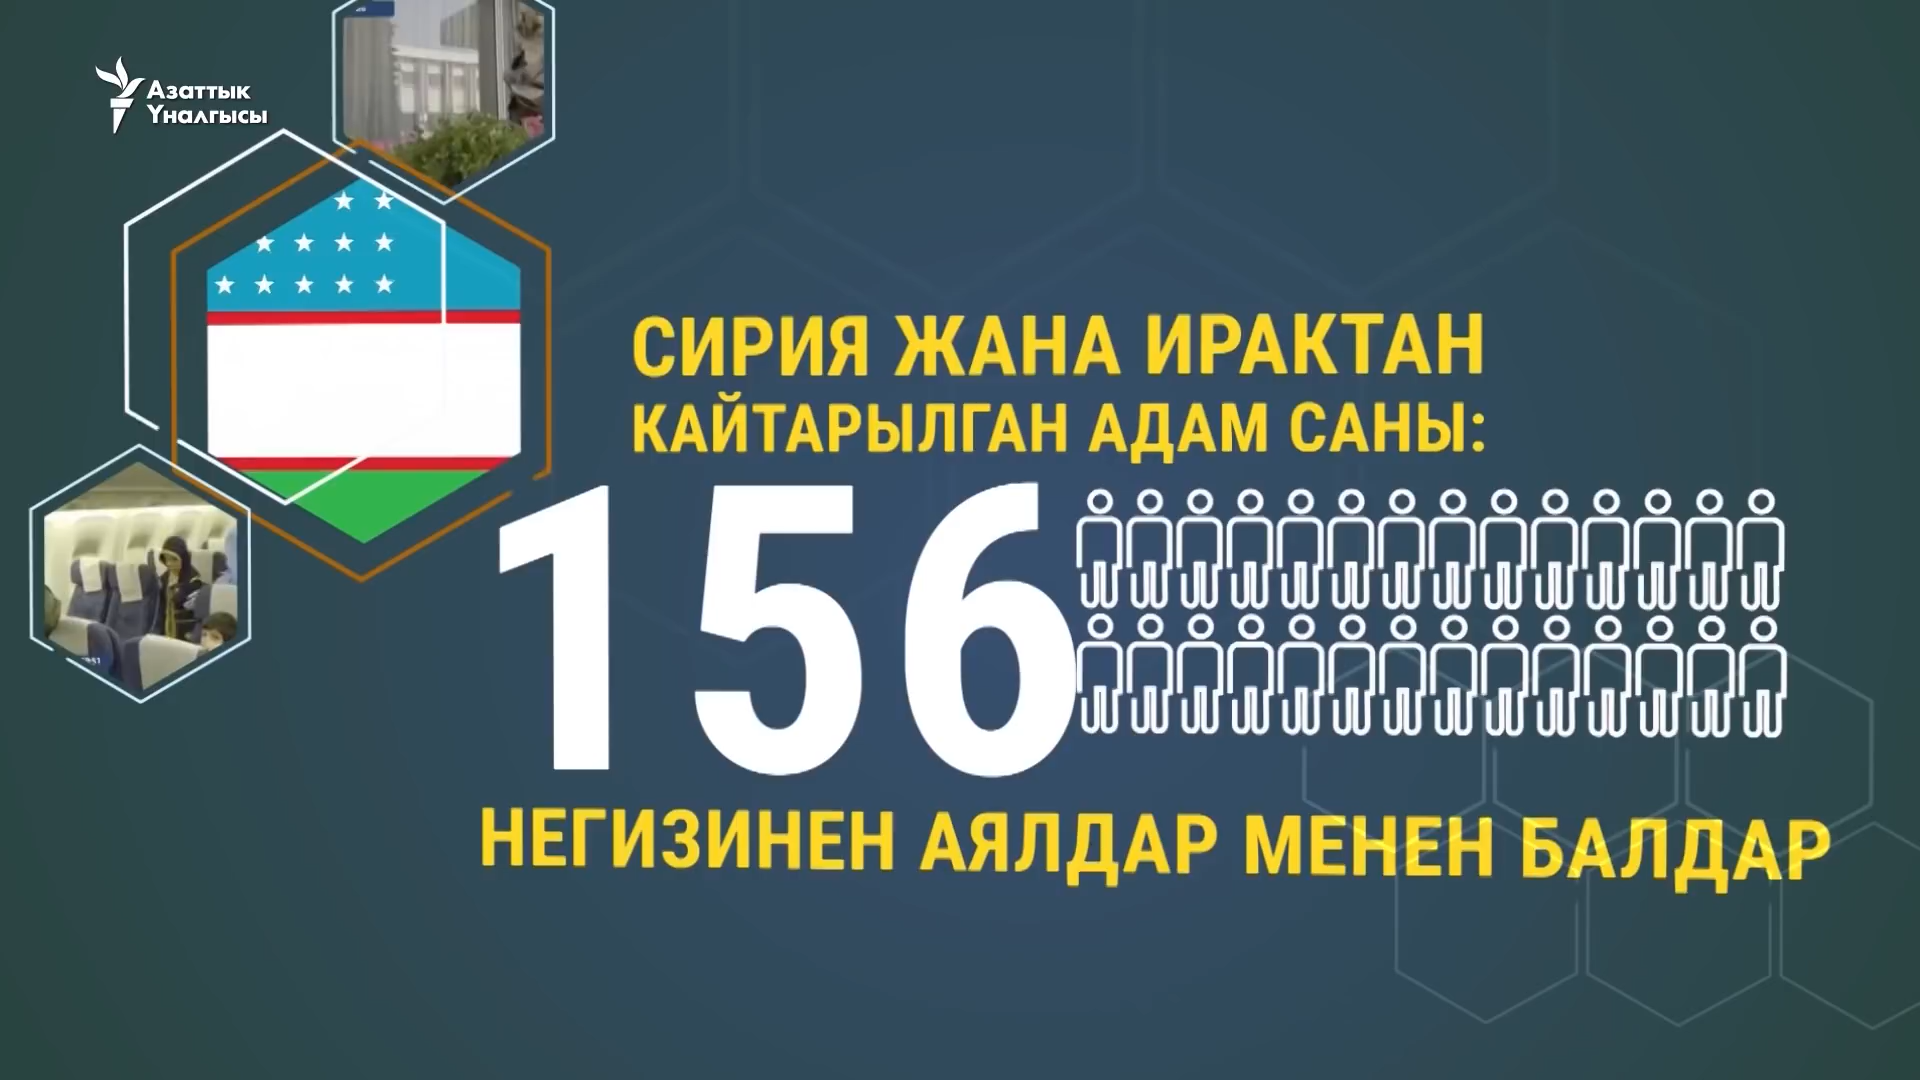 Азаттык
Үналгысы
СИРИЯ ЖАНА ИРАКТАН
КАЙТАРЫЛГАН АДАМ САНЫ:
156
НЕГИЗИНЕН АЯЛДАР МЕНЕН БАЛДАР